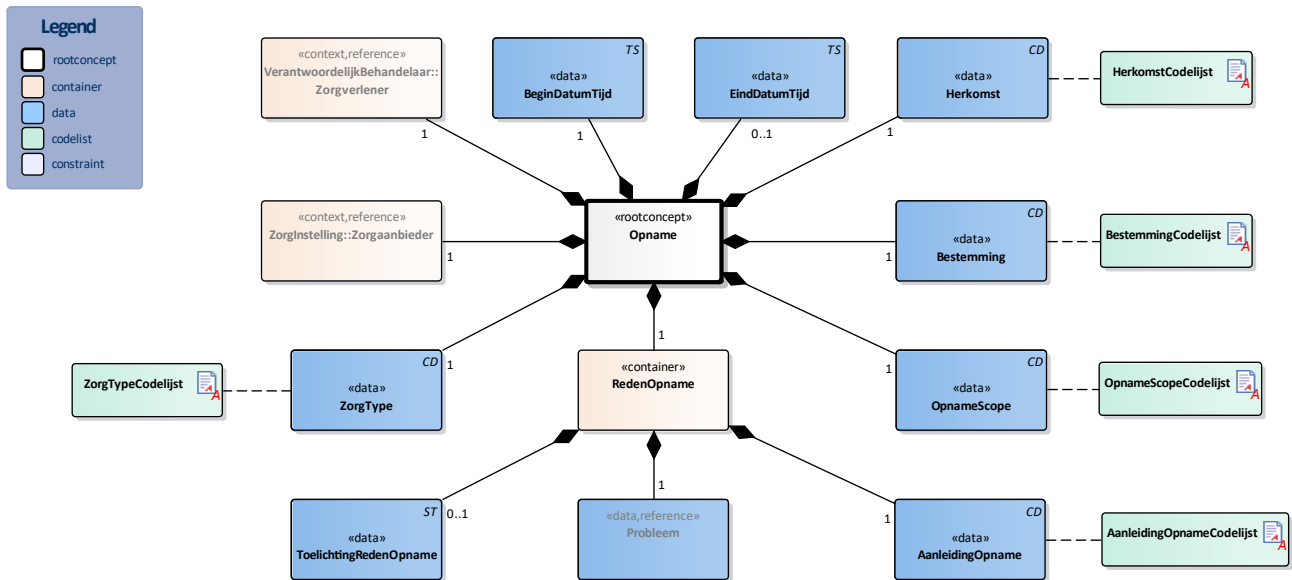 Legend
rootconcept
container
data
codelist
constraint
«context,reference»
VerantwoordelijkBehandelaar::
Zorgverlener
1
TS
«data»
BeginDatumTijd
1
TS
«data»
EindDatumTijd
0..1
CD
«data»
Herkomst
1
HerkomstCodelijst
A
«context,reference»
ZorgInstelling::Zorgaanbieder
1
«rootconcept»
Opname
CD
«data»
Bestemming
1
BestemmingCodelijst
A
ZorgTypeCodelijst
A
CD
«data»
ZorgType
1
1
«container»
RedenOpname
CD
«data»
OpnameScope
1
OpnameScopeCodelijst
A
ST
«data»
ToelichtingRedenOpname
0..1
1
«data,reference»
Probleem
CD
«data»
AanleidingOpname
1
AanleidingOpnameCodelijst
A